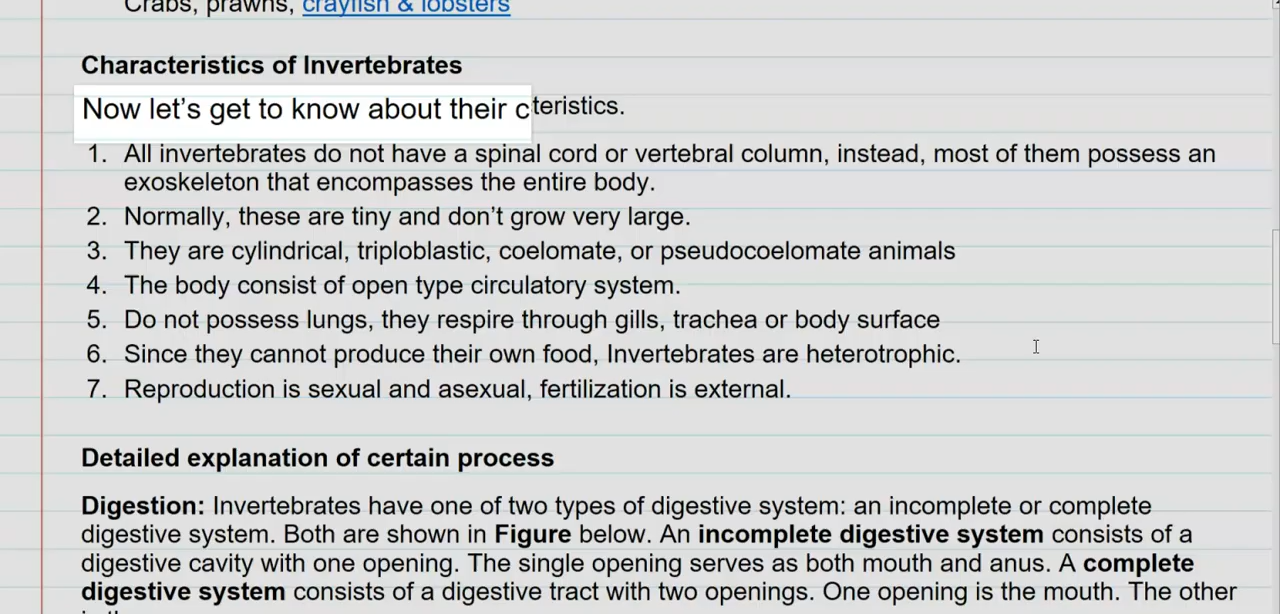 Crabs, prawns, crayfish & lobsters
Characteristics of Invertebrates
Now let's get to know about their cteristics.
1. All invertebrates do not have a spinal cord or vertebral column, instead, most of them possess an
exoskeleton that encompasses the entire body.
2. Normally, these are tiny and don't grow very large.
3. They are cylindrical, triploblastic, coelomate, or pseudocoelomate animals
4. The body consist of open type circulatory system.
5. Do not possess lungs, they respire through gills, trachea or body surface
6. Since they cannot produce their own food, Invertebrates are heterotrophic.
7. Reproduction is sexual and asexual, fertilization is external.
Detailed explanation of certain process
Digestion: Invertebrates have one of two types of digestive system: an incomplete or complete
digestive system. Both are shown in Figure below. An incomplete digestive system consists of a
digestive cavity with one opening. The single opening serves as both mouth and anus. A complete
digestive system consists of a digestive tract with two openings. One opening is the mouth. The other